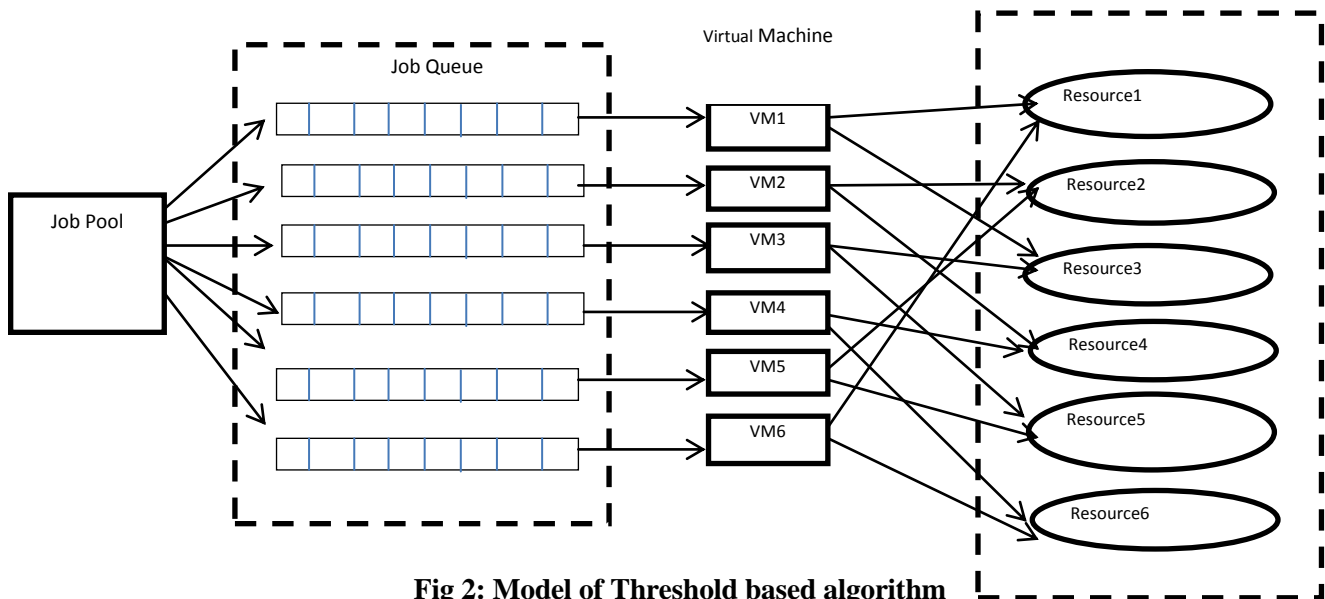 Virtual Machine
Job Queue
Job Pool
VM1
VM2
VM3
VM4
VM5
VM6
Resource1
Resource2
Resource3
Resource4
Resource5
Resource6
Fig 2: Model of Threshold based algorithm